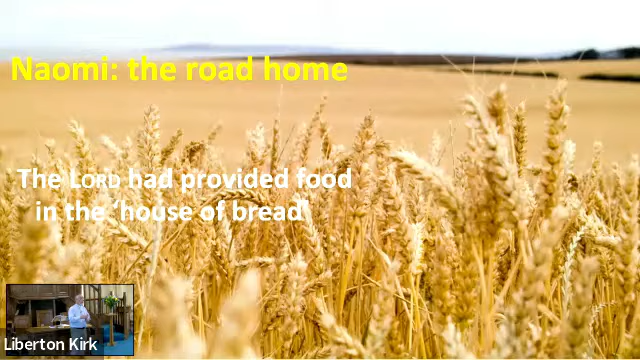 Naomi: the road home
The LORD had provided food
in the ‘house of bread’
Liberton Kirk